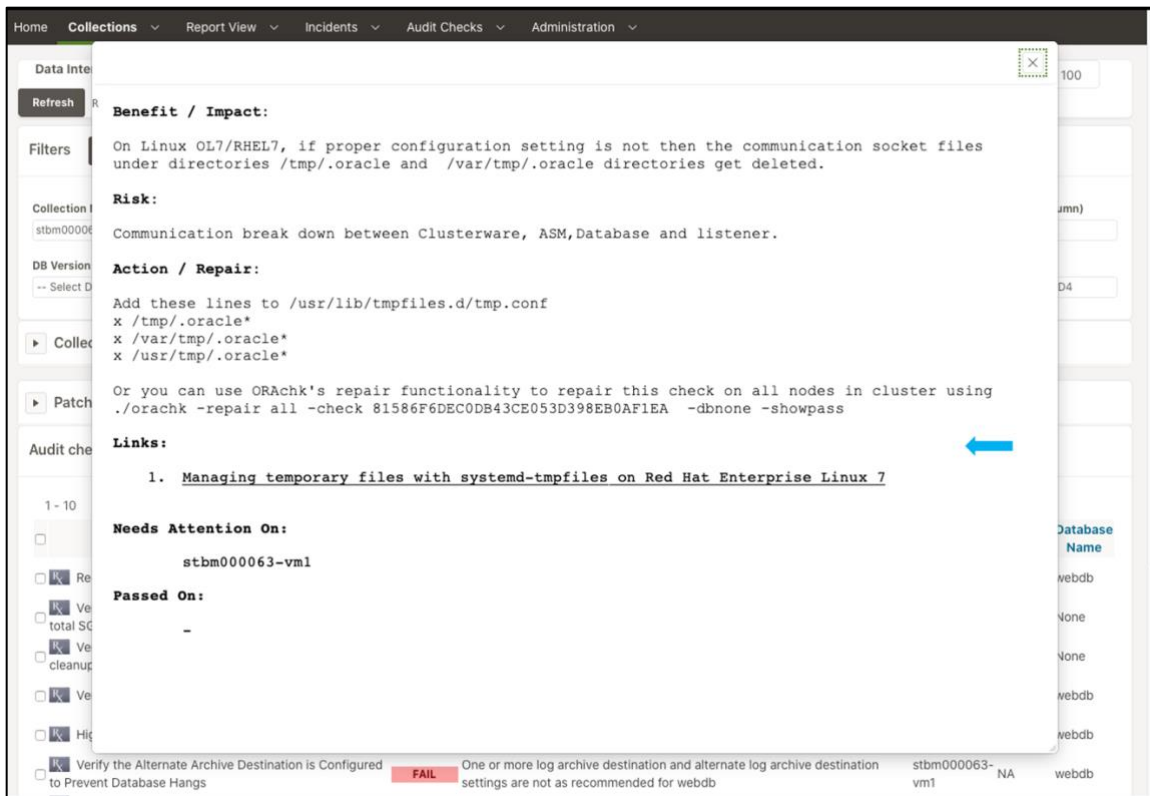 Home Collections Report View Incidents Audit Checks Administration
Data Inte
100
Refresh R
Filters
Collection
umn)
stbm00006
DB Version
-- Select D
D4
Collec
Patch
Audit che
1 - 10
Database
Name
Re
webdb
Ve
total SG
None
Ve
cleanup
None
Ve
webdb
Hig
webdb
Benefit / Impact:
On Linux OL7/RHEL7, if proper configuration setting is not then the communication socket files
under directories /tmp/.oracle and /var/tmp/.oracle directories get deleted.
Risk:
Communication break down between Clusterware, ASM,Database and listener.
Action / Repair:
Add these lines to /usr/lib/tmpfiles.d/tmp.conf
x /tmp/.oracle*
x /var/tmp/.oracle*
x /usr/tmp/.oracle*
Or you can use ORAchk's repair functionality to repair this check on all nodes in cluster using
./orachk -repair all -check 81586F6DEC0DB43CE053D398EB0AF1EA -dbnone -showpass
Links:
1. Managing temporary files with systemd-tmpfiles on Red Hat Enterprise Linux 7
Needs Attention On:
stbm000063-vm1
Passed On:
-
Verify the Alternate Archive Destination is Configured
to Prevent Database Hangs
FAIL
One or more log archive destination and alternate log archive destination
settings are not as recommended for webdb
stbm000063-
vm1
NA
webdb